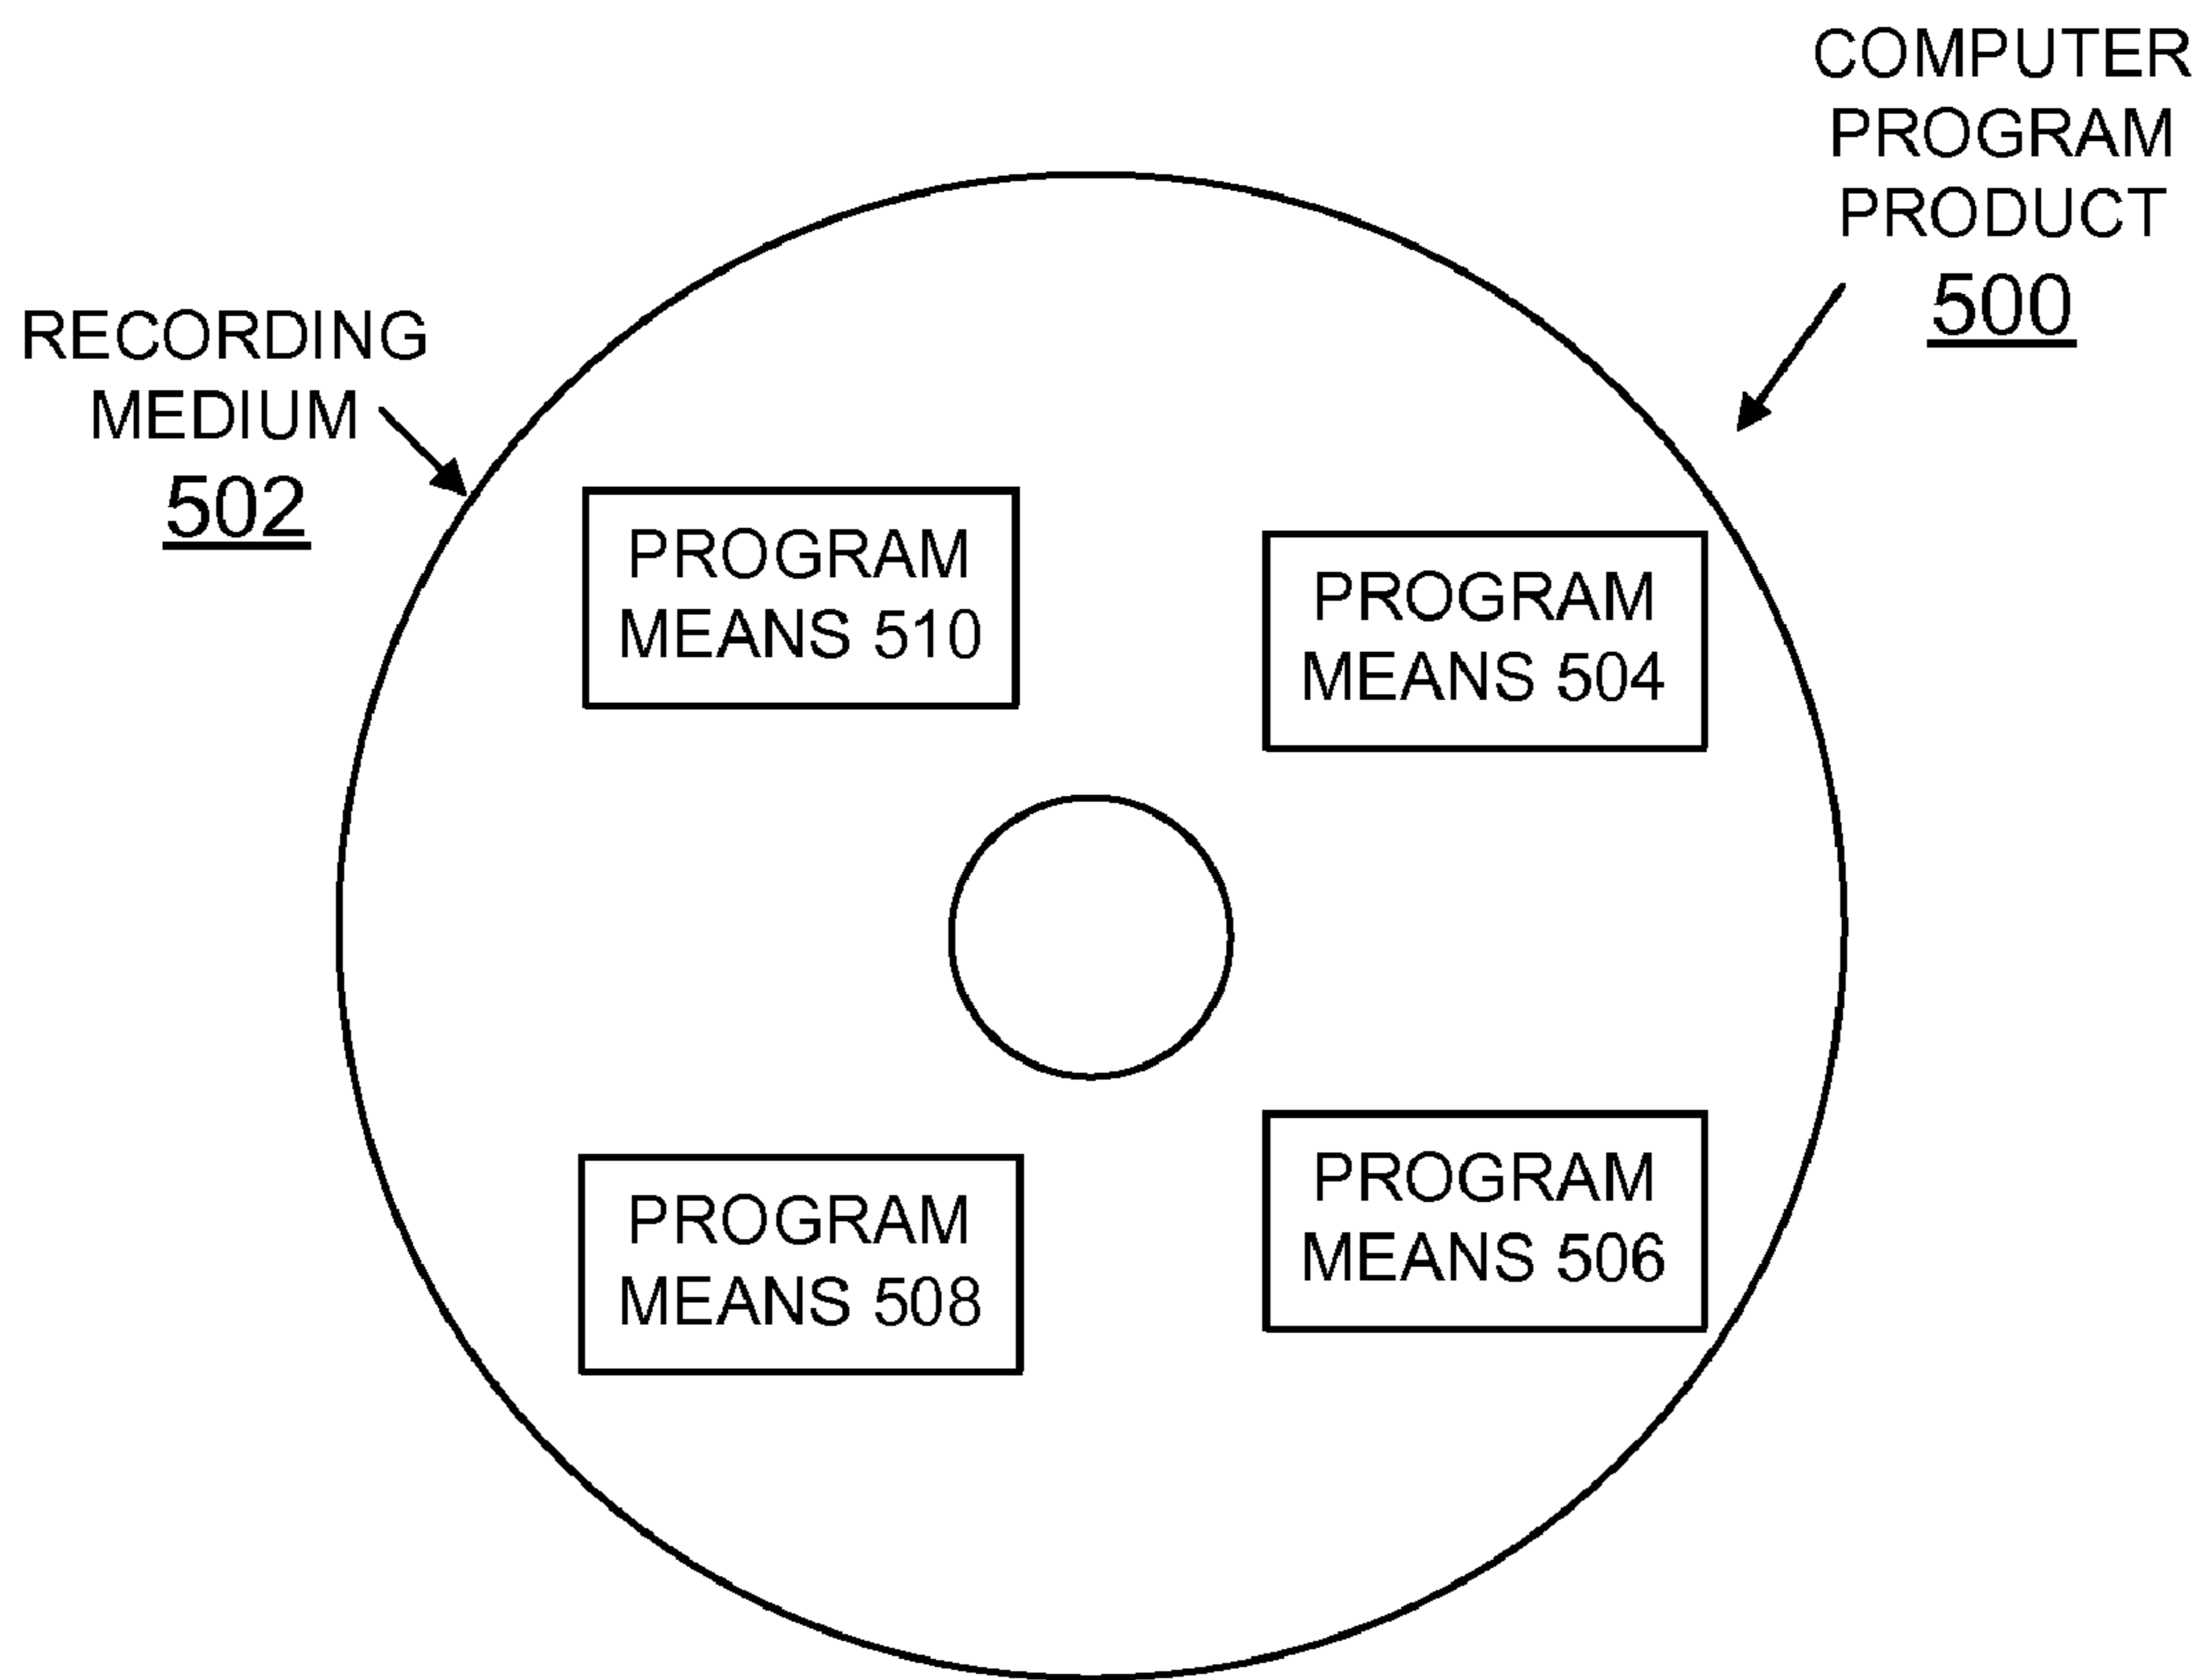 COMPUTER
PROGRAM
PRODUCT
500
RECORDING
MEDIUM
502
PROGRAM
MEANS 510
PROGRAM
MEANS 504
PROGRAM
MEANS 508
PROGRAM
MEANS 506